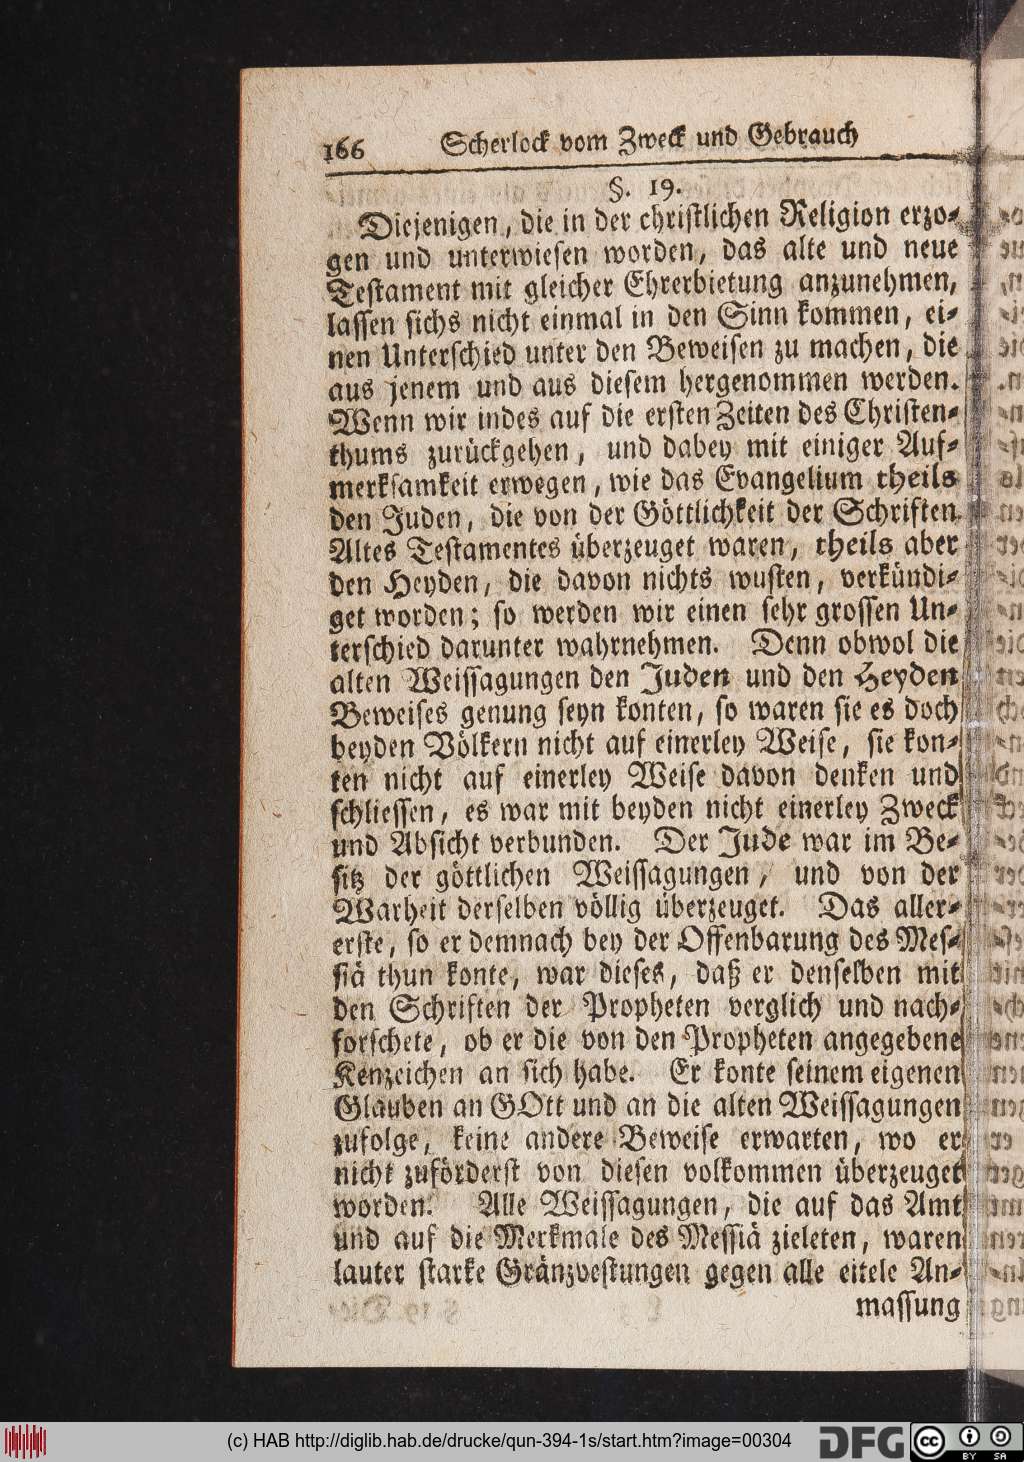 166 Scherlock vom Zweck und Gebrauch
§. 19.
Diejenigen, die in der christlichen Religion erzo⸗
gen und unterwiesen worden, das alte und neue
Testament mit gleicher Ehrerbietung anzunehmen,
lassen sichs nicht einmal in den Sinn kommen, ei⸗
nen Unterschied unter den Beweisen zu machen, die
aus jenem und aus diesem hergenommen werden.
Wenn wir indes auf die ersten Zeiten des Christen⸗
thums zurückgehen, und dabey mit einiger Auf⸗
merksamkeit erwegen, wie das Evangelium theils
den Juden, die von der Göttlichkeit der Schriften
Altes Testamentes überzeuget waren, theils aber
den Heyden, die davon nichts wusten, verkündi⸗
get worden; so werden wir einen sehr grossen Un⸗
terschied darunter wahrnehmen. Denn obwol die
alten Weissagungen den Juden und den Heyden
Beweises genung seyn konten, so waren sie es doch
beyden Völkern nicht auf einerley Weise, sie kon⸗
ten nicht auf einerley Weise davon denken und
schliessen, es war mit beyden nicht einerley Zweck
und Absicht verbunden. Der Jude war im Be⸗
sitz der göttlichen Weissagungen, und von der
Warheit derselben völlig überzeuget. Das aller⸗
erste, so er demnach bey der Offenbarung des Mes⸗
siä thun konte, war dieses, daß er denselben mit
den Schriften der Propheten verglich und nach⸗
forschete, ob er die von den Propheten angegebene
Kenzeichen an sich habe. Er konte seinem eigenen
Glauben an GOtt und an die alten Weissagungen
zufolge, keine andere Beweise erwarten, wo er
nicht zuförderst von diesen volkommen überzeuget
worden. Alle Weissagungen, die auf das Amt
und auf die Merkmale des Messiä zieleten, waren
lauter starke Gränzvestungen gegen alle eitele An⸗
massung
(c) HAB http://diglib.hab.de/drucke/qun-394-1s/start.htm?image=00304
DFG
cc BY SA